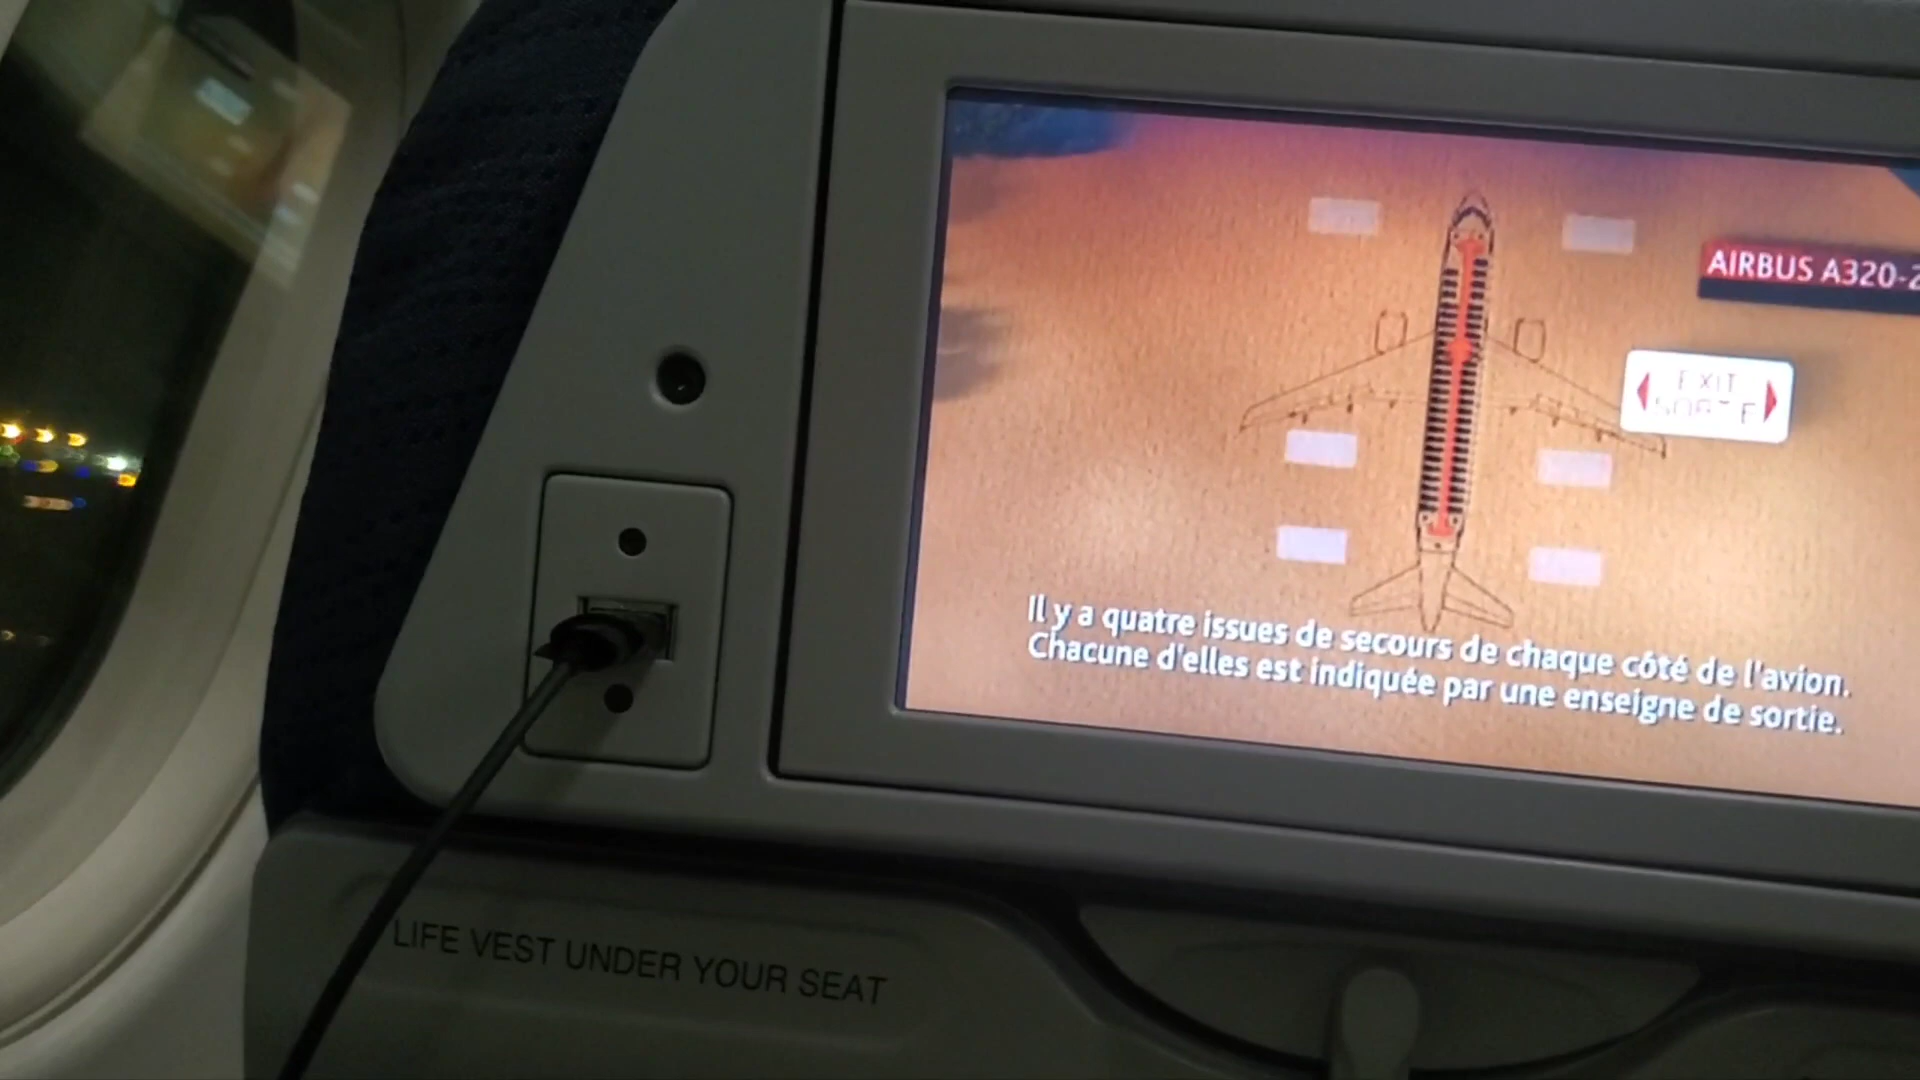 AIRBUS A320-2
EXIT
SORTIE
Il y a quatre issues de secours de chaque côté de l'avion.
Chacune d'elles est indiquée par une enseigne de sortie.
LIFE VEST UNDER YOUR SEAT